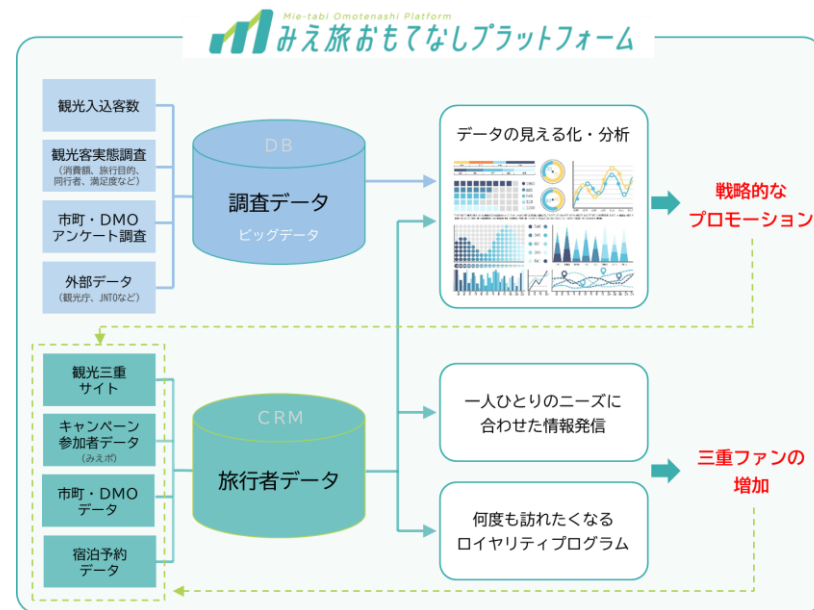 Mie-tabi Omotenashi Platform
みえ旅おもてなしプラットフォーム
観光入込客数
観光客実態調査
(消費額、旅行目的、
同行者、満足度など)
市町・DMO
アンケート調査
外部データ
(観光庁、JNTOなど)
DB
調査データ
ビッグデータ
データの見える化・分析
戦略的な
プロモーション
観光三重
サイト
キャンペーン
参加者データ
(みえポ)
市町・DMO
データ
宿泊予約
データ
CRM
旅行者データ
一人ひとりのニーズに
合わせた情報発信
何度も訪れたくなる
ロイヤリティプログラム
三重ファンの
増加